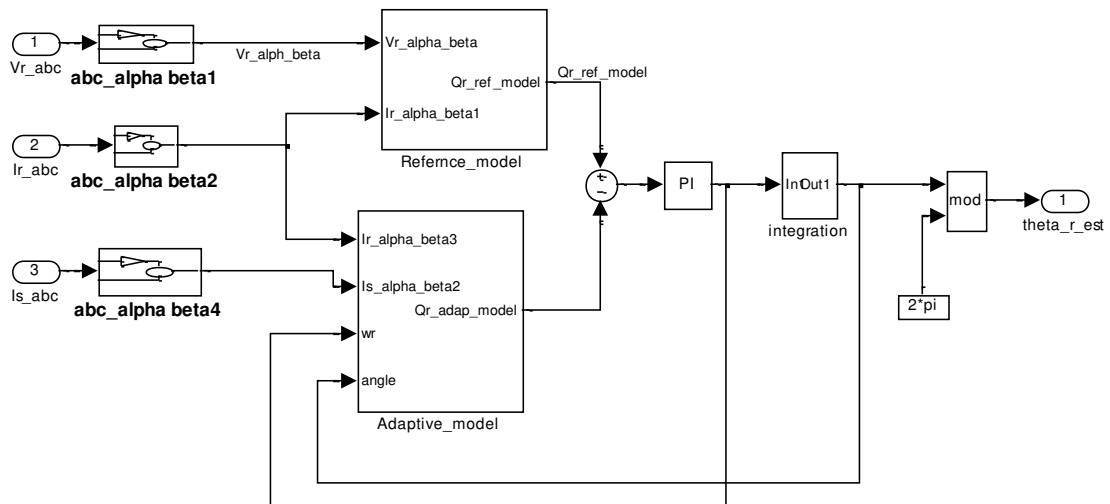 1
Vr_abc
abc_alpha beta1
Vr_alph_beta
Vr_alpha_beta
Qr_ref_model
Ir_alpha_beta1
Refernce_model
Qr_ref_model
2
Ir_abc
abc_alpha beta2
3
Is_abc
abc_alpha beta4
Ir_alpha_beta3
Is_alpha_beta2
Qr_adap_model
wr
angle
Adaptive_model
+
−
PI
In1
Out1
integration
mod
2*pi
1
theta_r_est